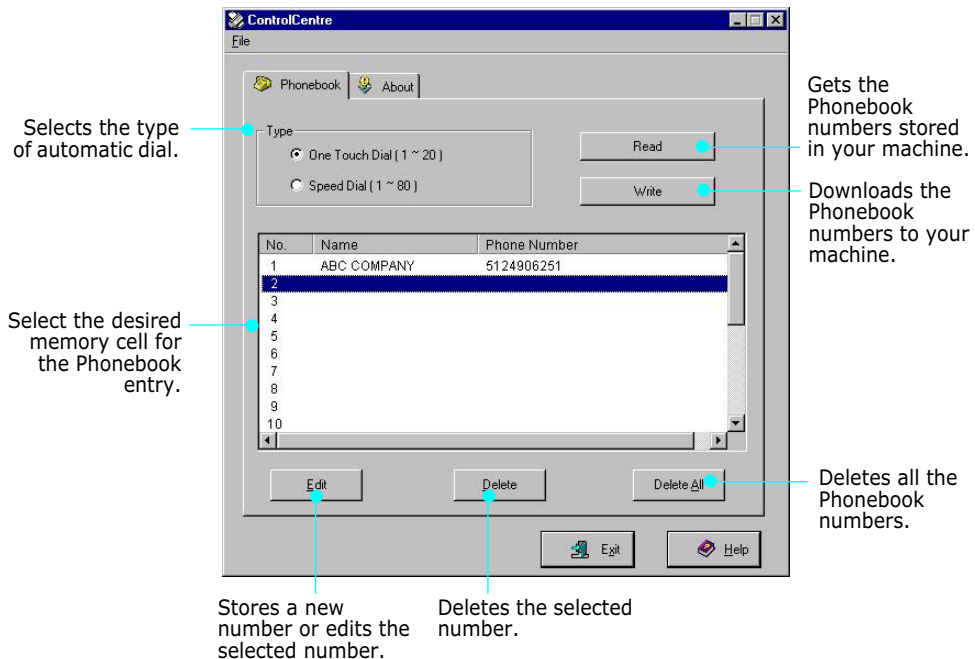 ControlCentre
File
Phonebook
About
Type
One Touch Dial ( 1 ~ 20 )
Speed Dial ( 1 ~ 80 )
Read
Write
No. Name Phone Number
1 ABC COMPANY 5124906251
2
3
4
5
6
7
8
9
10
Edit
Delete
Delete All
Exit
Help
Selects the type
of automatic dial.
Gets the
Phonebook
numbers stored
in your machine.
Downloads the
Phonebook
numbers to your
machine.
Select the desired
memory cell for
the Phonebook
entry.
Deletes all the
Phonebook
numbers.
Stores a new
number or edits the
selected number.
Deletes the selected
number.